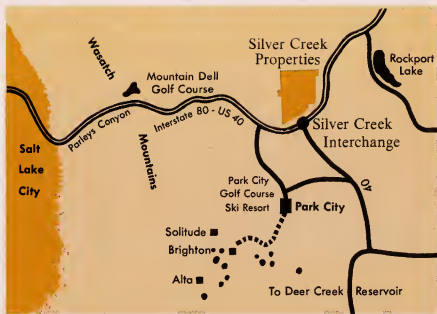 Silver Creek
Properties
Wasatch
Mountain Dell
Golf Course
Rockport
Lake
Parleys Canyon
Interstate 80 - US 40
Silver Creek
Interchange
Salt
Lake
City
Mountains
Park City
Golf Course
Ski Resort
Park City
40
Solitude
Brighton
Alta
To Deer Creek Reservoir